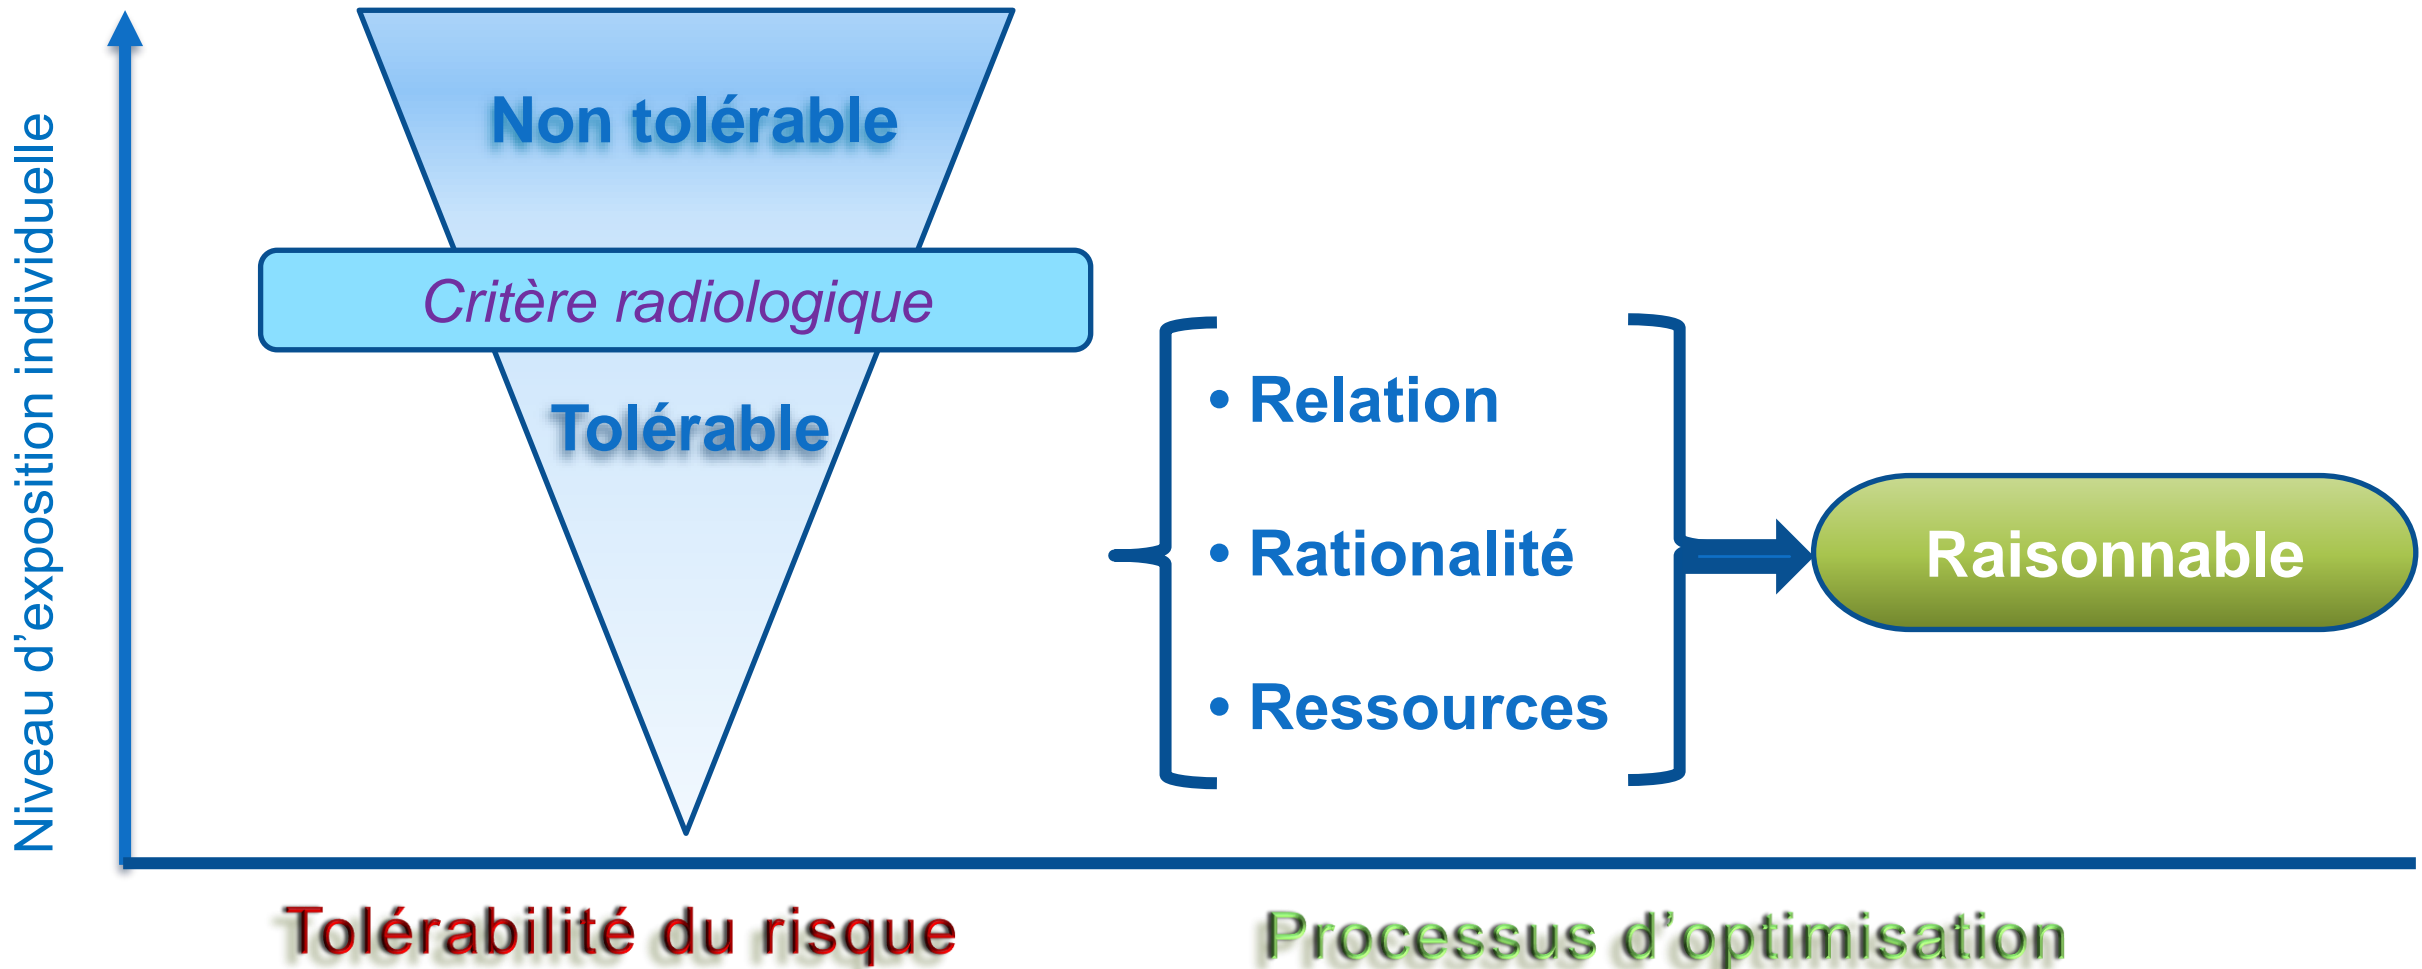 Niveau d’exposition individuelle
Non tolérable
Critère radiologique
Tolérable
• Relation
• Rationalité
• Ressources
Raisonnable
Tolérabilité du risque
Processus d’optimisation